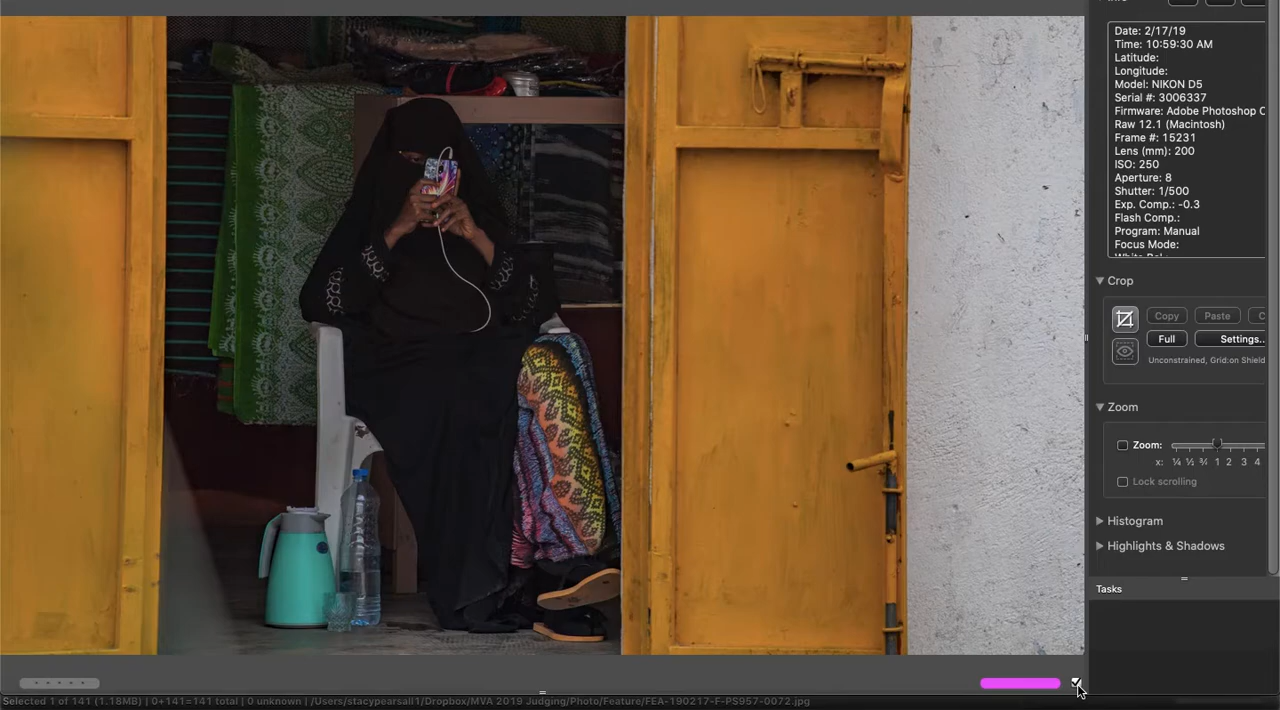 Date: 2/17/19
Time: 10:59:30 AM
Latitude:
Longitude:
Model: NIKON D5
Serial #: 3006337
Firmware: Adobe Photoshop C
Raw 12.1 (Macintosh)
Frame #: 15231
Lens (mm): 200
ISO: 250
Aperture: 8
Shutter: 1/500
Exp. Comp.: -0.3
Flash Comp.:
Program: Manual
Focus Mode:
Crop
Copy Paste C
Full Settings..
Unconstrained, Grid:on Shield
Zoom
Zoom:
x: ¼ ½ ¾ 1 2 3 4
Lock scrolling
Histogram
Highlights & Shadows
Tasks
Selected 1 of 141 (1.18MB) | 0+141=141 total | 0 unknown | /Users/stacypearsall1/Dropbox/MVA 2019 Judging/Photo/Feature/FEA-190217-F-PS957-0072.jpg